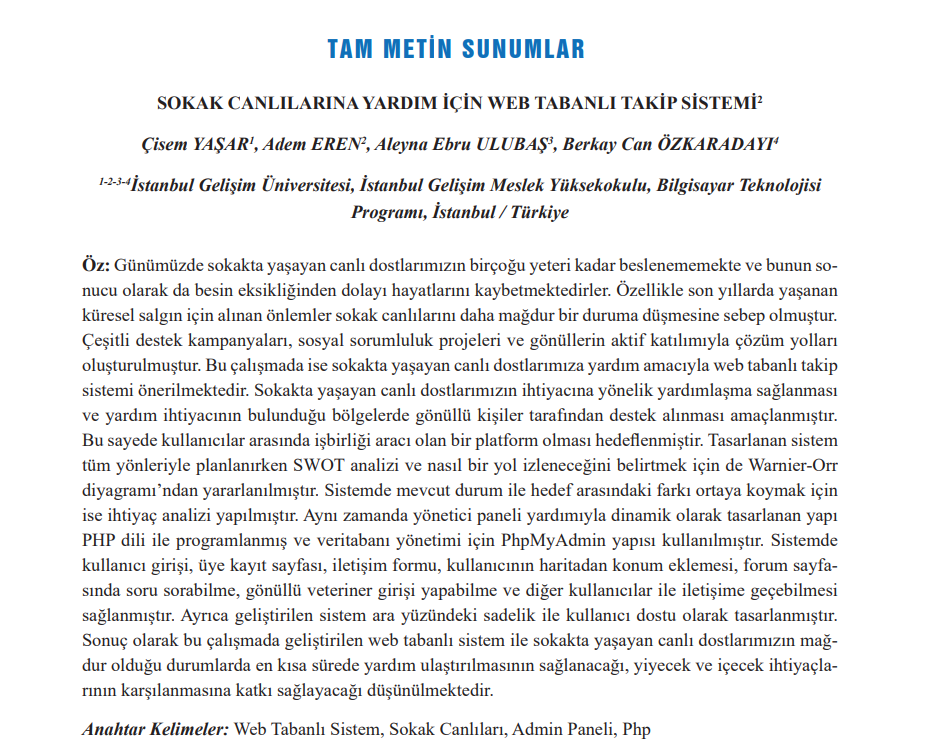 TAM METİN SUNUMLAR
SOKAK CANLILARINA YARDIM İÇİN WEB TABANLI TAKİP SİSTEMİ²
Çisem YAŞAR¹, Adem EREN², Aleyna Ebru ULUBAŞ³, Berkay Can ÖZKARADAYI⁴
¹⁻²⁻³⁻⁴İstanbul Gelişim Üniversitesi, İstanbul Gelişim Meslek Yüksekokulu, Bilgisayar Teknolojisi
Programı, İstanbul / Türkiye
Öz: Günümüzde sokakta yaşayan canlı dostlarımızın birçoğu yeteri kadar beslenememekte ve bunun so-
nucu olarak da besin eksikliğinden dolayı hayatlarını kaybetmektedirler. Özellikle son yıllarda yaşanan
küresel salgın için alınan önlemler sokak canlılarını daha mağdur bir duruma düşmesine sebep olmuştur.
Çeşitli destek kampanyaları, sosyal sorumluluk projeleri ve gönüllerin aktif katılımıyla çözüm yolları
oluşturulmuştur. Bu çalışmada ise sokakta yaşayan canlı dostlarımıza yardım amacıyla web tabanlı takip
sistemi önerilmektedir. Sokakta yaşayan canlı dostlarımızın ihtiyacına yönelik yardımlaşma sağlanması
ve yardım ihtiyacının bulunduğu bölgelerde gönüllü kişiler tarafından destek alınması amaçlanmıştır.
Bu sayede kullanıcılar arasında işbirliği aracı olan bir platform olması hedeflenmiştir. Tasarlanan sistem
tüm yönleriyle planlanırken SWOT analizi ve nasıl bir yol izleneceğini belirtmek için de Warnier-Orr
diyagramı’ndan yararlanılmıştır. Sistemde mevcut durum ile hedef arasındaki farkı ortaya koymak için
ise ihtiyaç analizi yapılmıştır. Aynı zamanda yönetici paneli yardımıyla dinamik olarak tasarlanan yapı
PHP dili ile programlanmış ve veritabanı yönetimi için PhpMyAdmin yapısı kullanılmıştır. Sistemde
kullanıcı girişi, üye kayıt sayfası, iletişim formu, kullanıcının haritadan konum eklemesi, forum sayfa-
sında soru sorabilme, gönüllü veteriner girişi yapabilme ve diğer kullanıcılar ile iletişime geçebilmesi
sağlanmıştır. Ayrıca geliştirilen sistem ara yüzündeki sadelik ile kullanıcı dostu olarak tasarlanmıştır.
Sonuç olarak bu çalışmada geliştirilen web tabanlı sistem ile sokakta yaşayan canlı dostlarımızın mağ-
dur olduğu durumlarda en kısa sürede yardım ulaştırılmasının sağlanacağı, yiyecek ve içecek ihtiyaçla-
rının karşılanmasına katkı sağlayacağı düşünülmektedir.
Anahtar Kelimeler: Web Tabanlı Sistem, Sokak Canlıları, Admin Paneli, Php